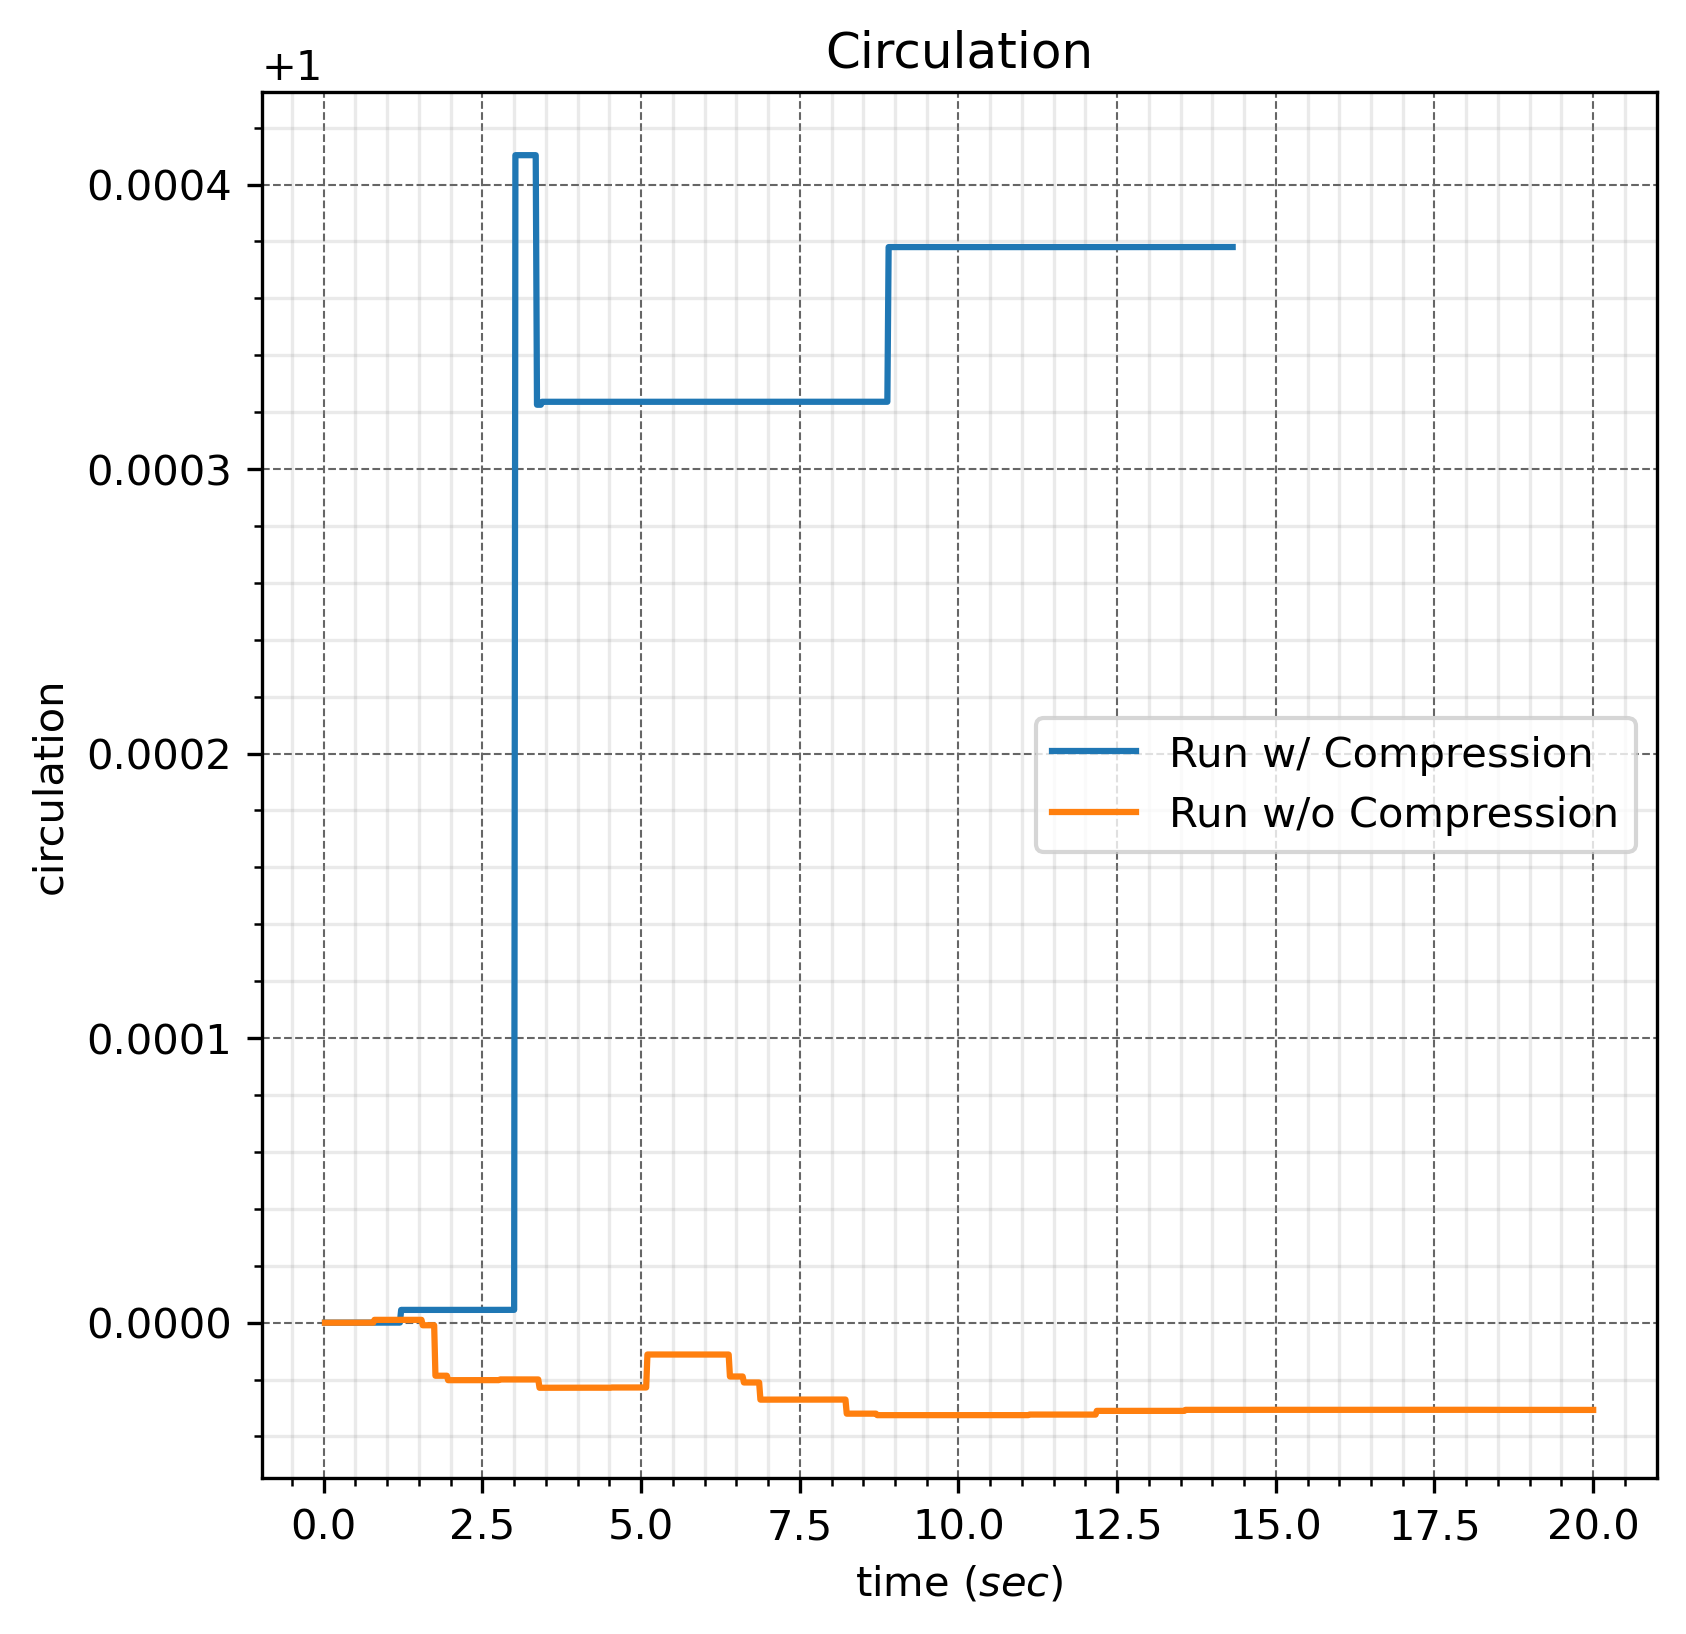 Circulation
+1
0.0004
0.0003
0.0002
0.0001
0.0000
circulation
Run w/ Compression
Run w/o Compression
0.0 2.5 5.0 7.5 10.0 12.5 15.0 17.5 20.0
time (sec)